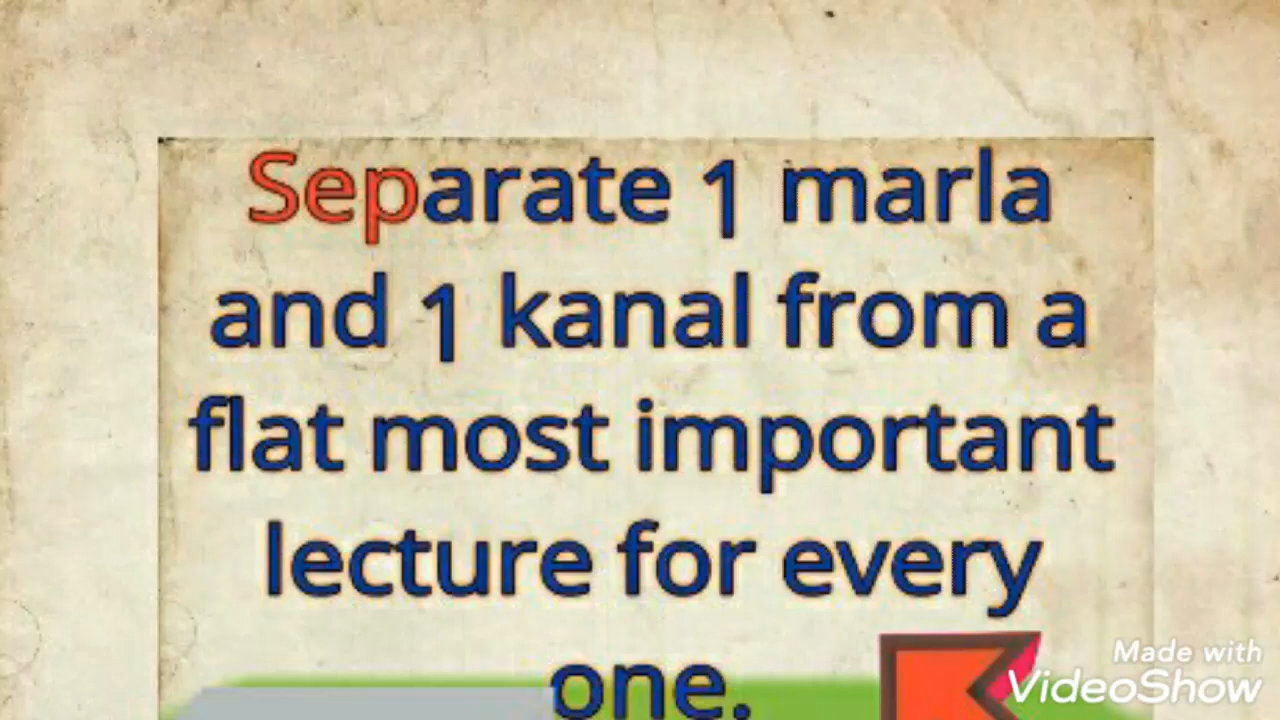 Separate 1 marla
and 1 kanal from a
flat most important
lecture for every
one.
Made with
VideoShow